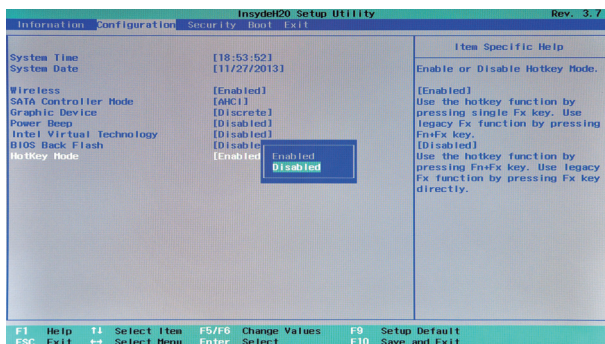 InsydeH20 Setup Utility Rev. 3.7
Information Configuration Security Boot Exit
Item Specific Help
System Time [18:53:52]
System Date [11/27/2013]
Enable or Disable Hotkey Mode.
Wireless [Enabled]
SATA Controller Mode [AHCI]
Graphic Device [Discrete]
Power Beep [Disabled]
Intel Virtual Technology [Disabled]
BIOS Back Flash [Disable
HotKey Mode [Enabled
Enabled
Disabled
[Enabled]
Use the hotkey function by
pressing single Fx key. Use
legacy Fx function by pressing
Fn+Fx key.
[Disabled]
Use the hotkey function by
pressing Fn+Fx key. Use legacy
Fx function by pressing Fx key
directly.
F1 Help ↑↓ Select Item F5/F6 Change Values F9 Setup Default
ESC Exit ↔ Select Menu Enter Select F10 Save and Exit